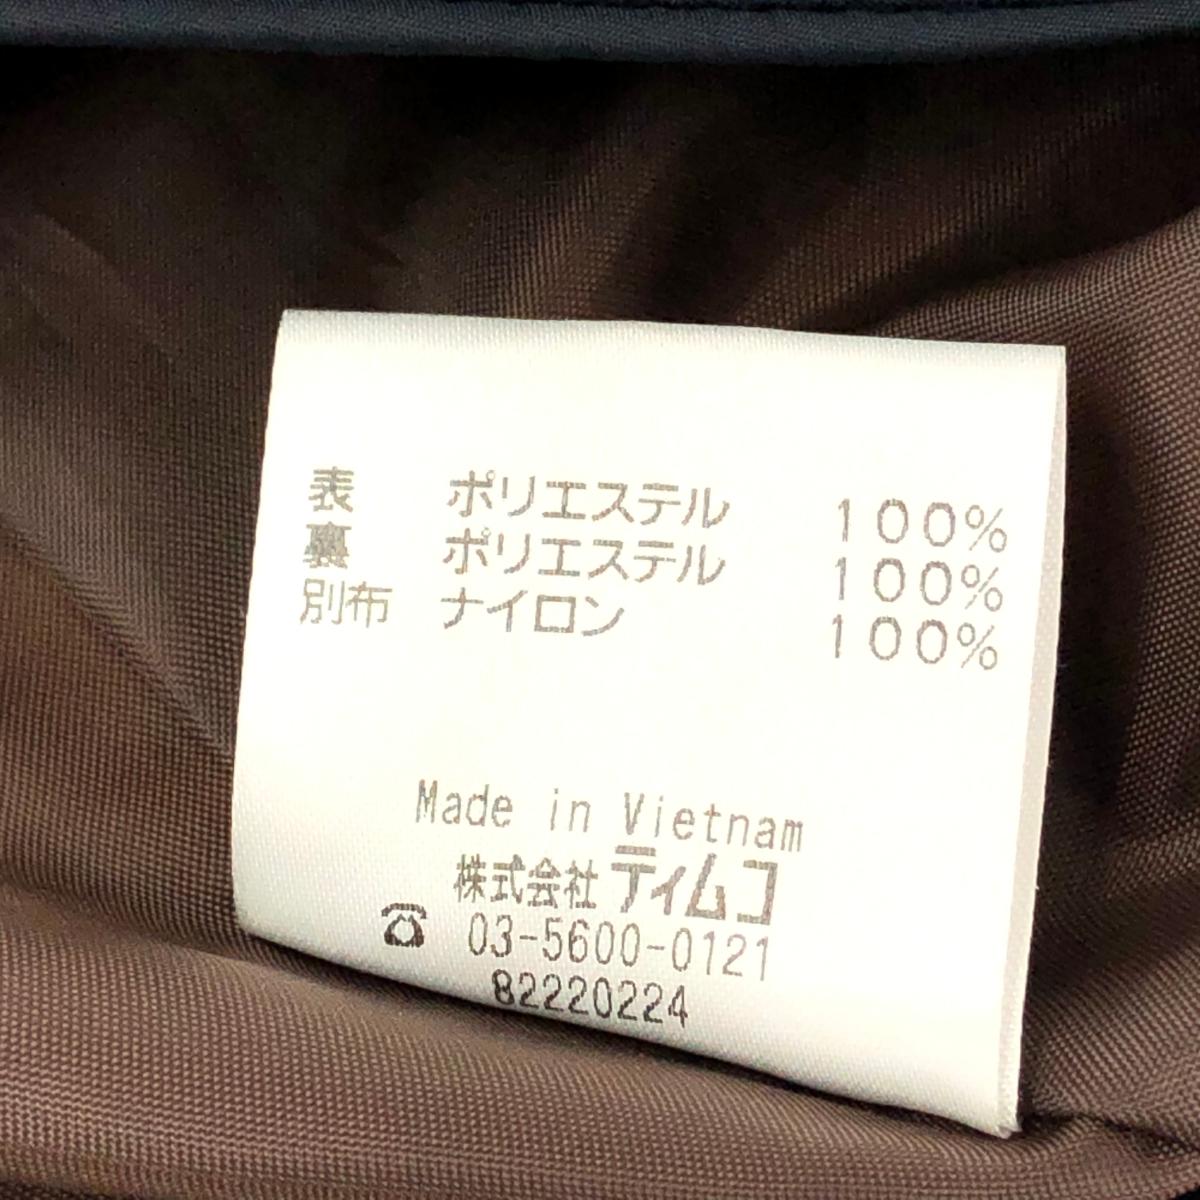 表 ポリエステル 100%
裏 ポリエステル 100%
別布 ナイロン 100%
Made in Vietnam
株式会社 ティムコ
☎ 03-5600-0121
82220224